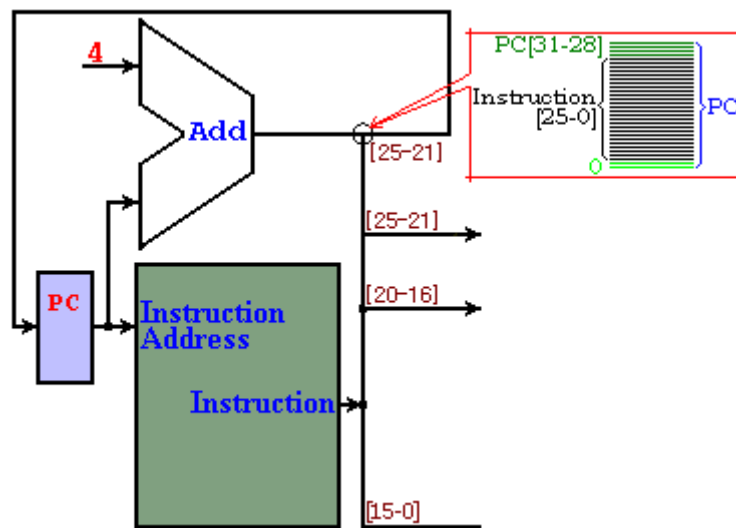 4
PC[31-28]
Instruction
[25-0]
PC
0
Add
[25-21]
[25-21]
PC
[20-16]
Instruction
Address
Instruction
[15-0]